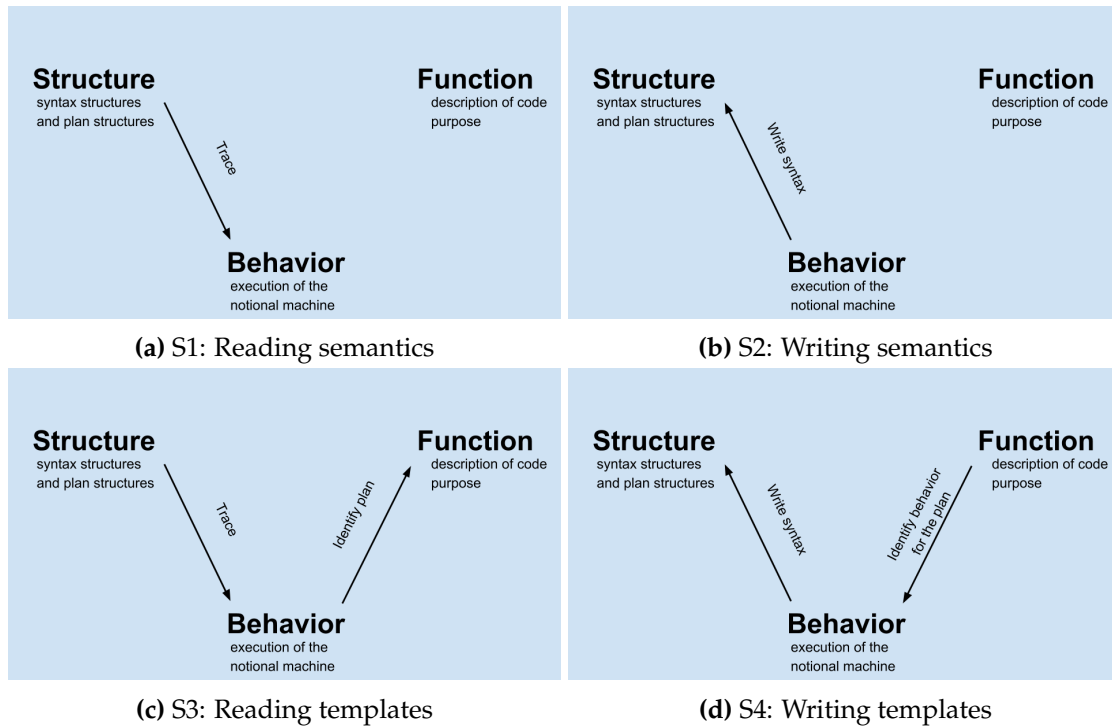 Structure
syntax structures
and plan structures
Function
description of code
purpose
Trace
Behavior
execution of the
notional machine
(a) S1: Reading semantics
Structure
syntax structures
and plan structures
Function
description of code
purpose
Write syntax
Behavior
execution of the
notional machine
(b) S2: Writing semantics
Structure
syntax structures
and plan structures
Function
description of code
purpose
Trace
Identify plan
Behavior
execution of the
notional machine
(c) S3: Reading templates
Structure
syntax structures
and plan structures
Function
description of code
purpose
Write syntax
Identify behavior
for the plan
Behavior
execution of the
notional machine
(d) S4: Writing templates